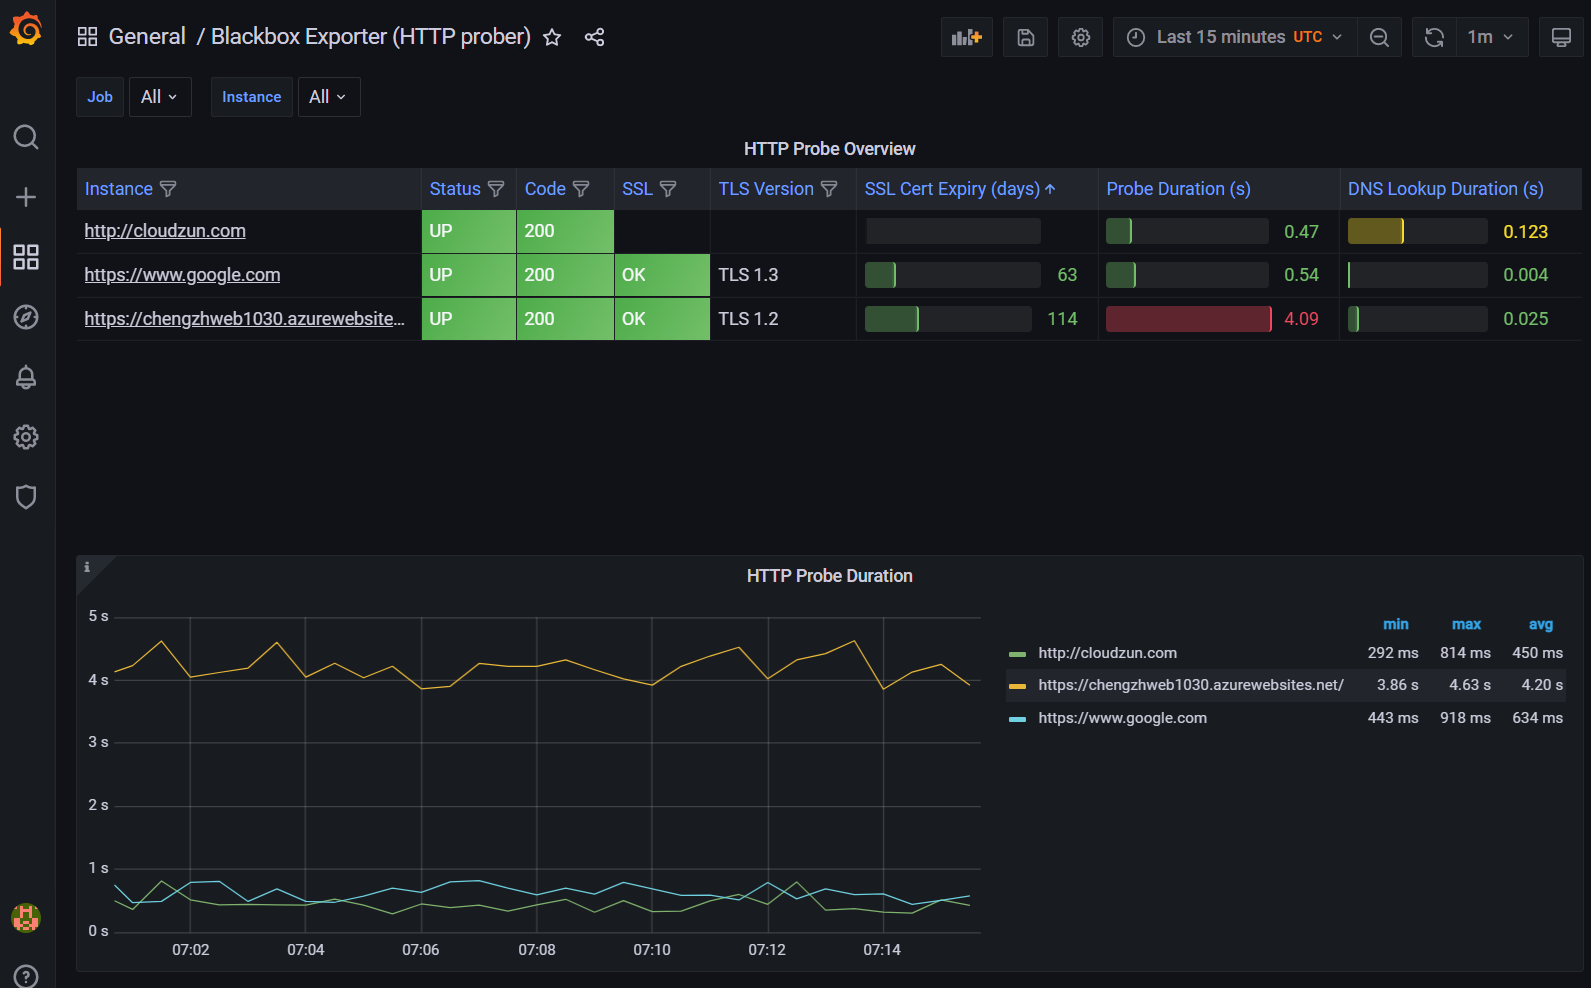 General / Blackbox Exporter (HTTP prober)
Last 15 minutes UTC
1m
Job All Instance All
HTTP Probe Overview
Instance Status Code SSL TLS Version SSL Cert Expiry (days) Probe Duration (s) DNS Lookup Duration (s)
http://cloudzun.com UP 200 0.47 0.123
https://www.google.com UP 200 OK TLS 1.3 63 0.54 0.004
https://chengzhweb1030.azurewebsite... UP 200 OK TLS 1.2 114 4.09 0.025
i
HTTP Probe Duration
5 s
4 s
3 s
2 s
1 s
0 s
07:02 07:04 07:06 07:08 07:10 07:12 07:14
min max avg
http://cloudzun.com 292 ms 814 ms 450 ms
https://chengzhweb1030.azurewebsites.net/ 3.86 s 4.63 s 4.20 s
https://www.google.com 443 ms 918 ms 634 ms